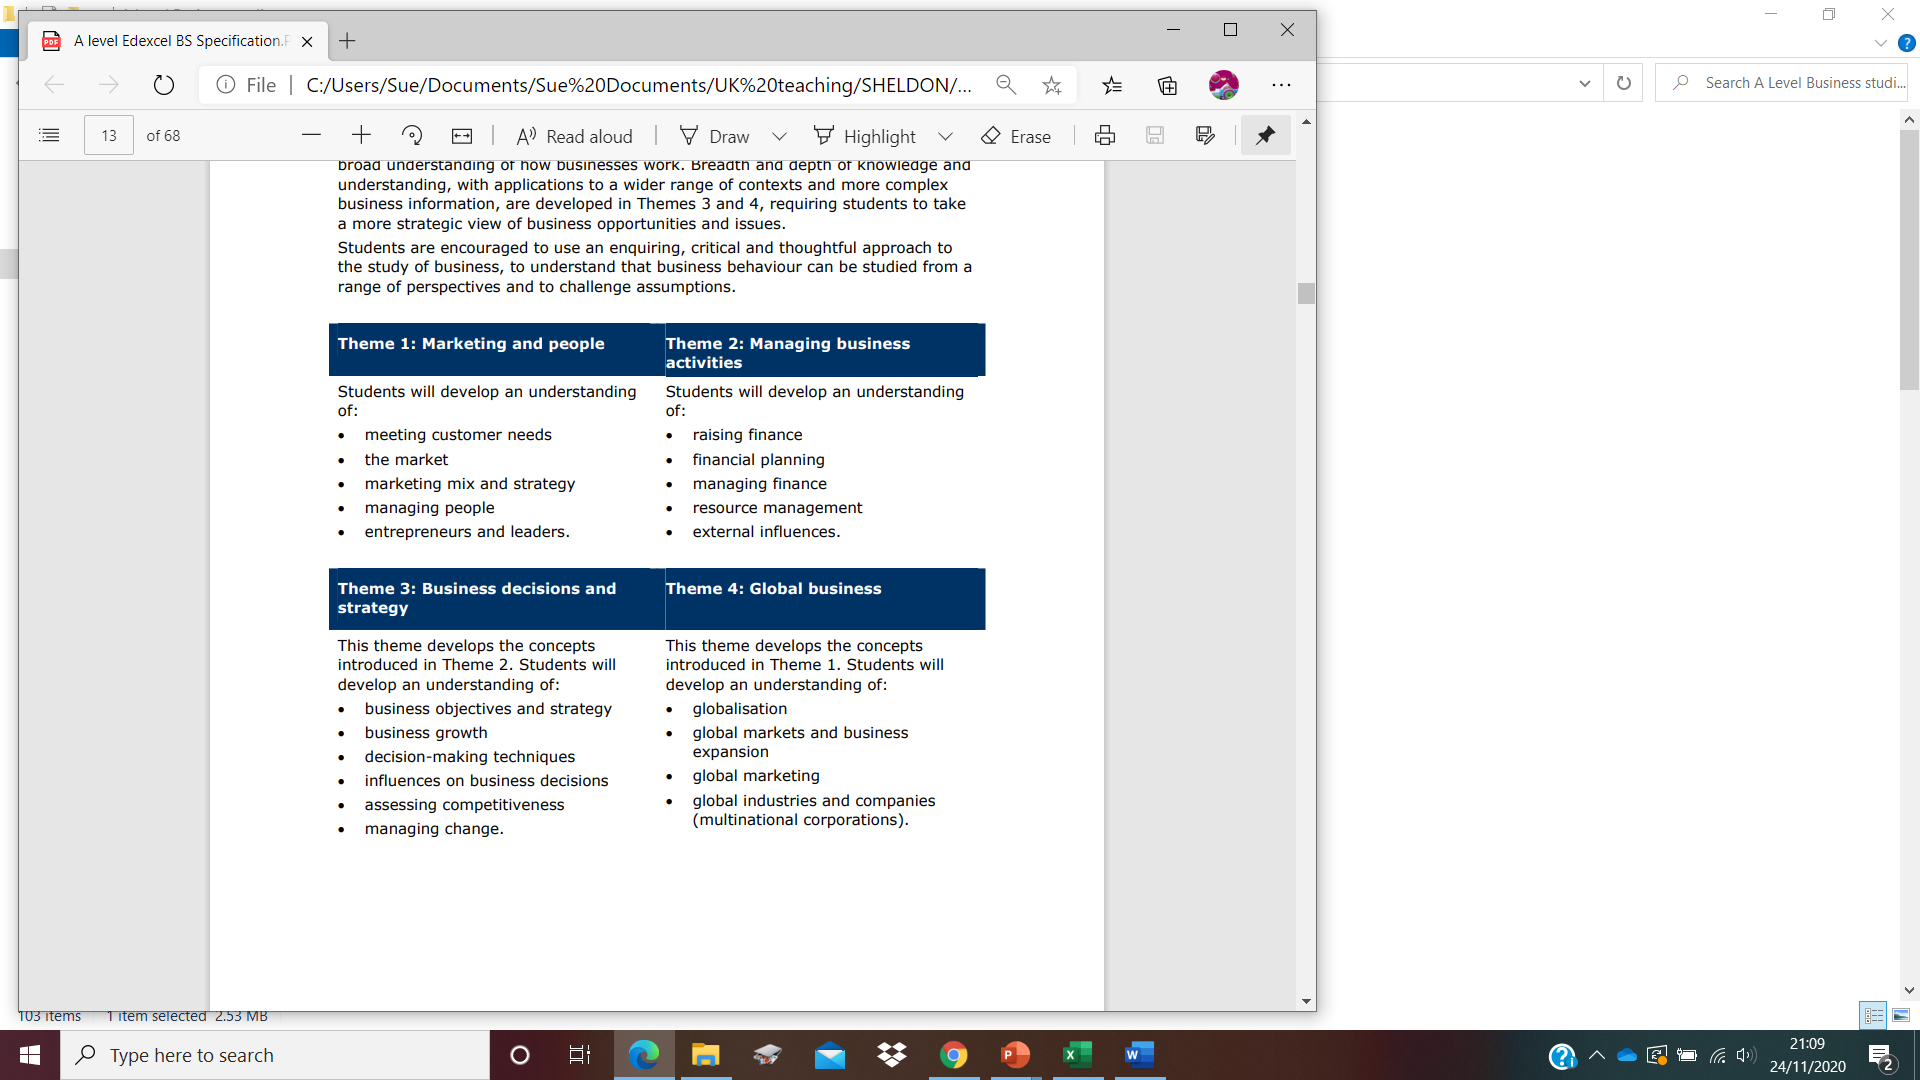 A level Edexcel BS Specification.P
File
C:/Users/Sue/Documents/Sue%20Documents/UK%20teaching/SHELDON/...
Search A Level Business studi...
13
of 68
Read aloud
Draw
Highlight
Erase
broad understanding of how businesses work. Breadth and depth of knowledge and
understanding, with applications to a wider range of contexts and more complex
business information, are developed in Themes 3 and 4, requiring students to take
a more strategic view of business opportunities and issues.
Students are encouraged to use an enquiring, critical and thoughtful approach to
the study of business, to understand that business behaviour can be studied from a
range of perspectives and to challenge assumptions.
Theme 1: Marketing and people
Students will develop an understanding
of:
• meeting customer needs
• the market
• marketing mix and strategy
• managing people
• entrepreneurs and leaders.
Theme 2: Managing business
activities
Students will develop an understanding
of:
• raising finance
• financial planning
• managing finance
• resource management
• external influences.
Theme 3: Business decisions and
strategy
This theme develops the concepts
introduced in Theme 2. Students will
develop an understanding of:
• business objectives and strategy
• business growth
• decision-making techniques
• influences on business decisions
• assessing competitiveness
• managing change.
Theme 4: Global business
This theme develops the concepts
introduced in Theme 1. Students will
develop an understanding of:
• globalisation
• global markets and business
expansion
• global marketing
• global industries and companies
(multinational corporations).
103 items
1 item selected 2.53 MB
Type here to search
21:09
24/11/2020
2